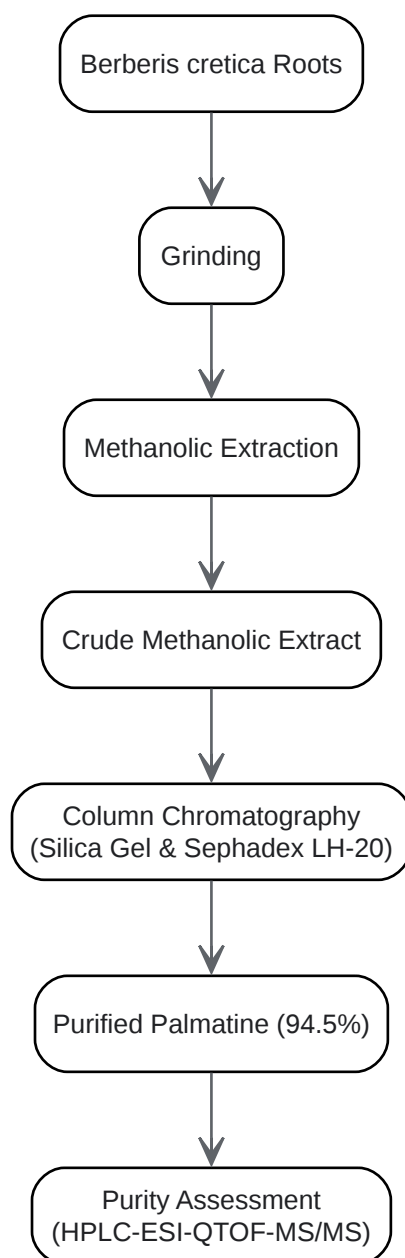 Berberis cretica Roots
Grinding
Methanolic Extraction
Crude Methanolic Extract
Column Chromatography
(Silica Gel & Sephadex LH-20)
Purified Palmatine (94.5%)
Purity Assessment
(HPLC-ESI-QTOF-MS/MS)